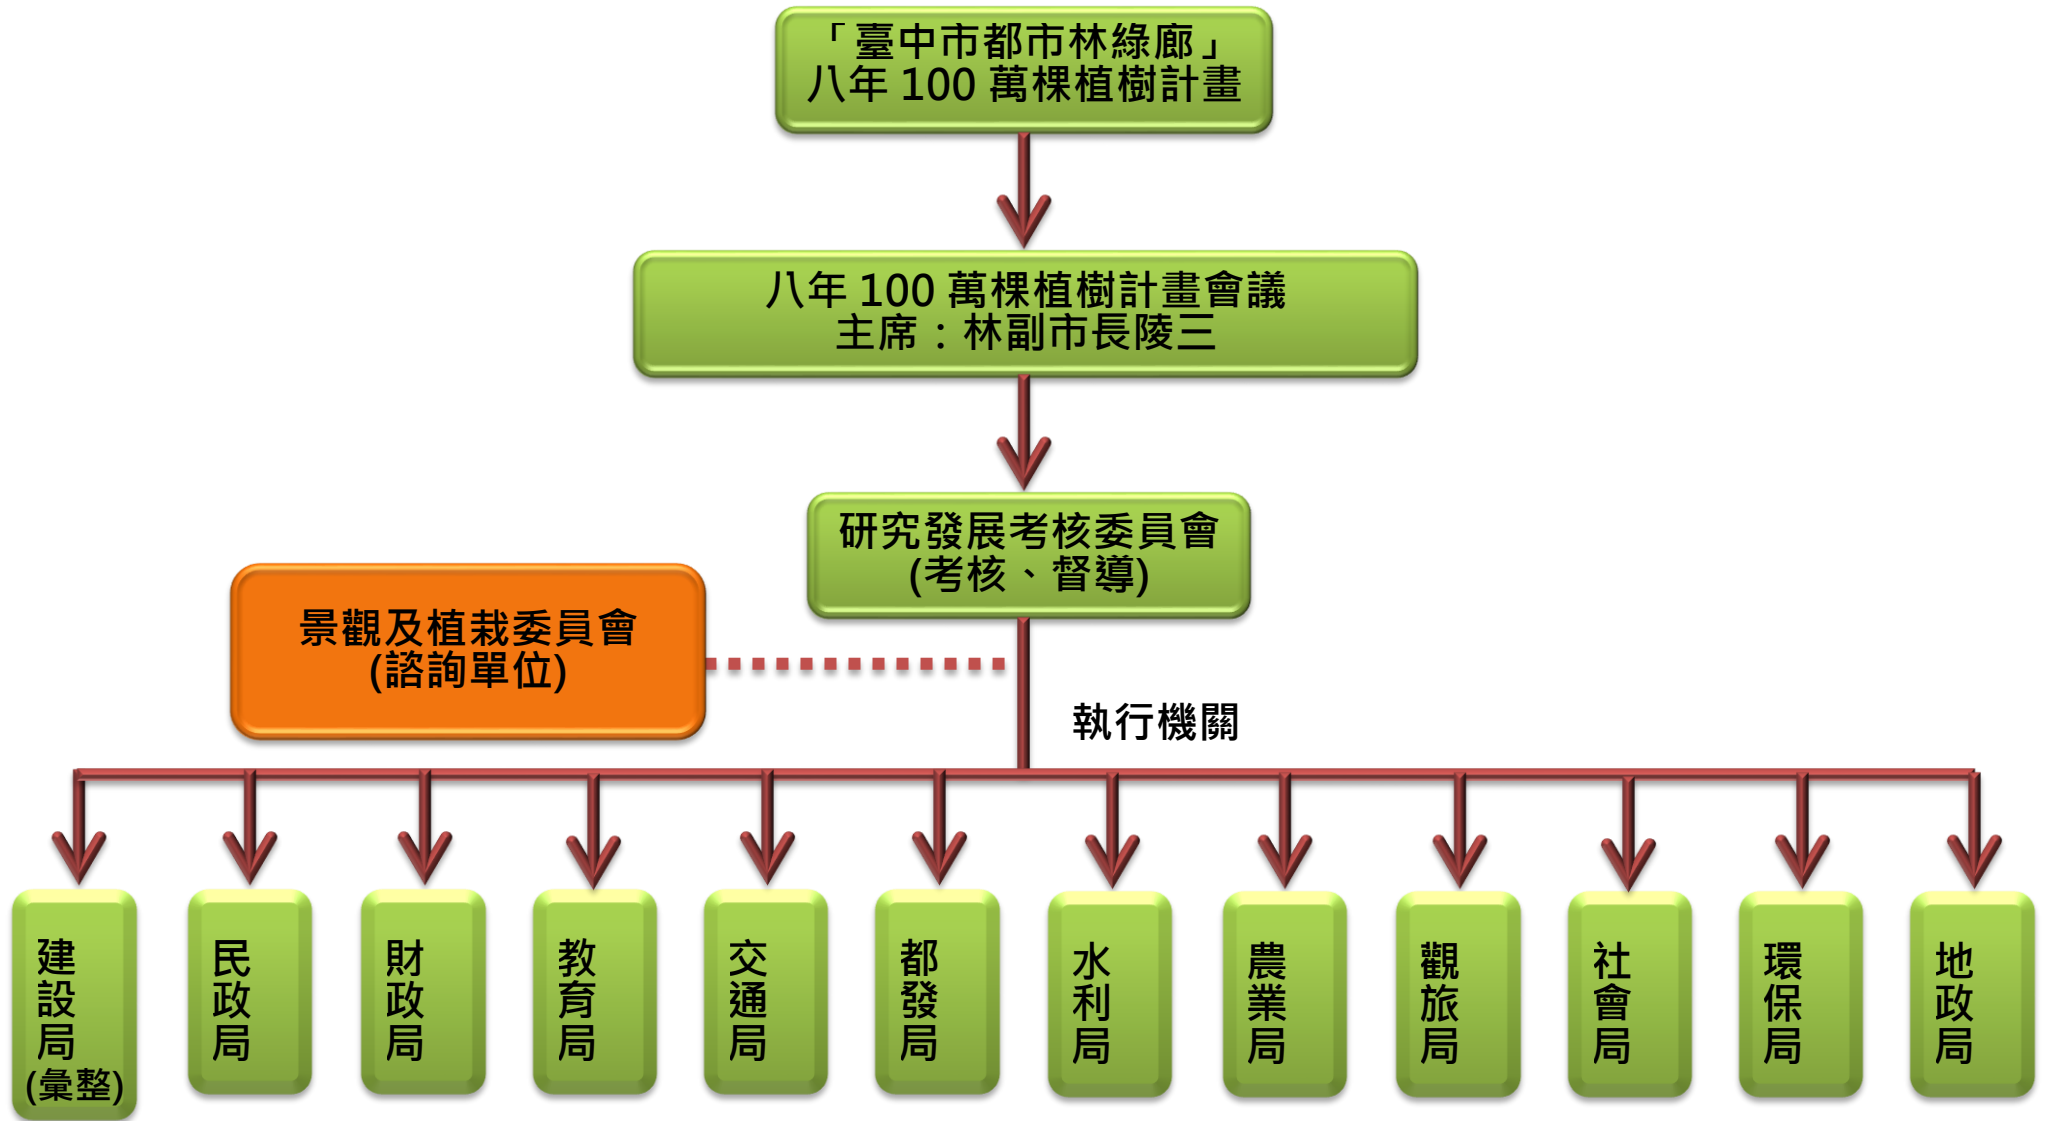 「臺中市都市林綠廊」
八年 100 萬棵植樹計畫
八年 100 萬棵植樹計畫會議
主席：林副市長陵三
研究發展考核委員會
(考核、督導)
景觀及植栽委員會
(諮詢單位)
執行機關
建設局
(彙整)
民政局
財政局
教育局
交通局
都發局
水利局
農業局
觀旅局
社會局
環保局
地政局